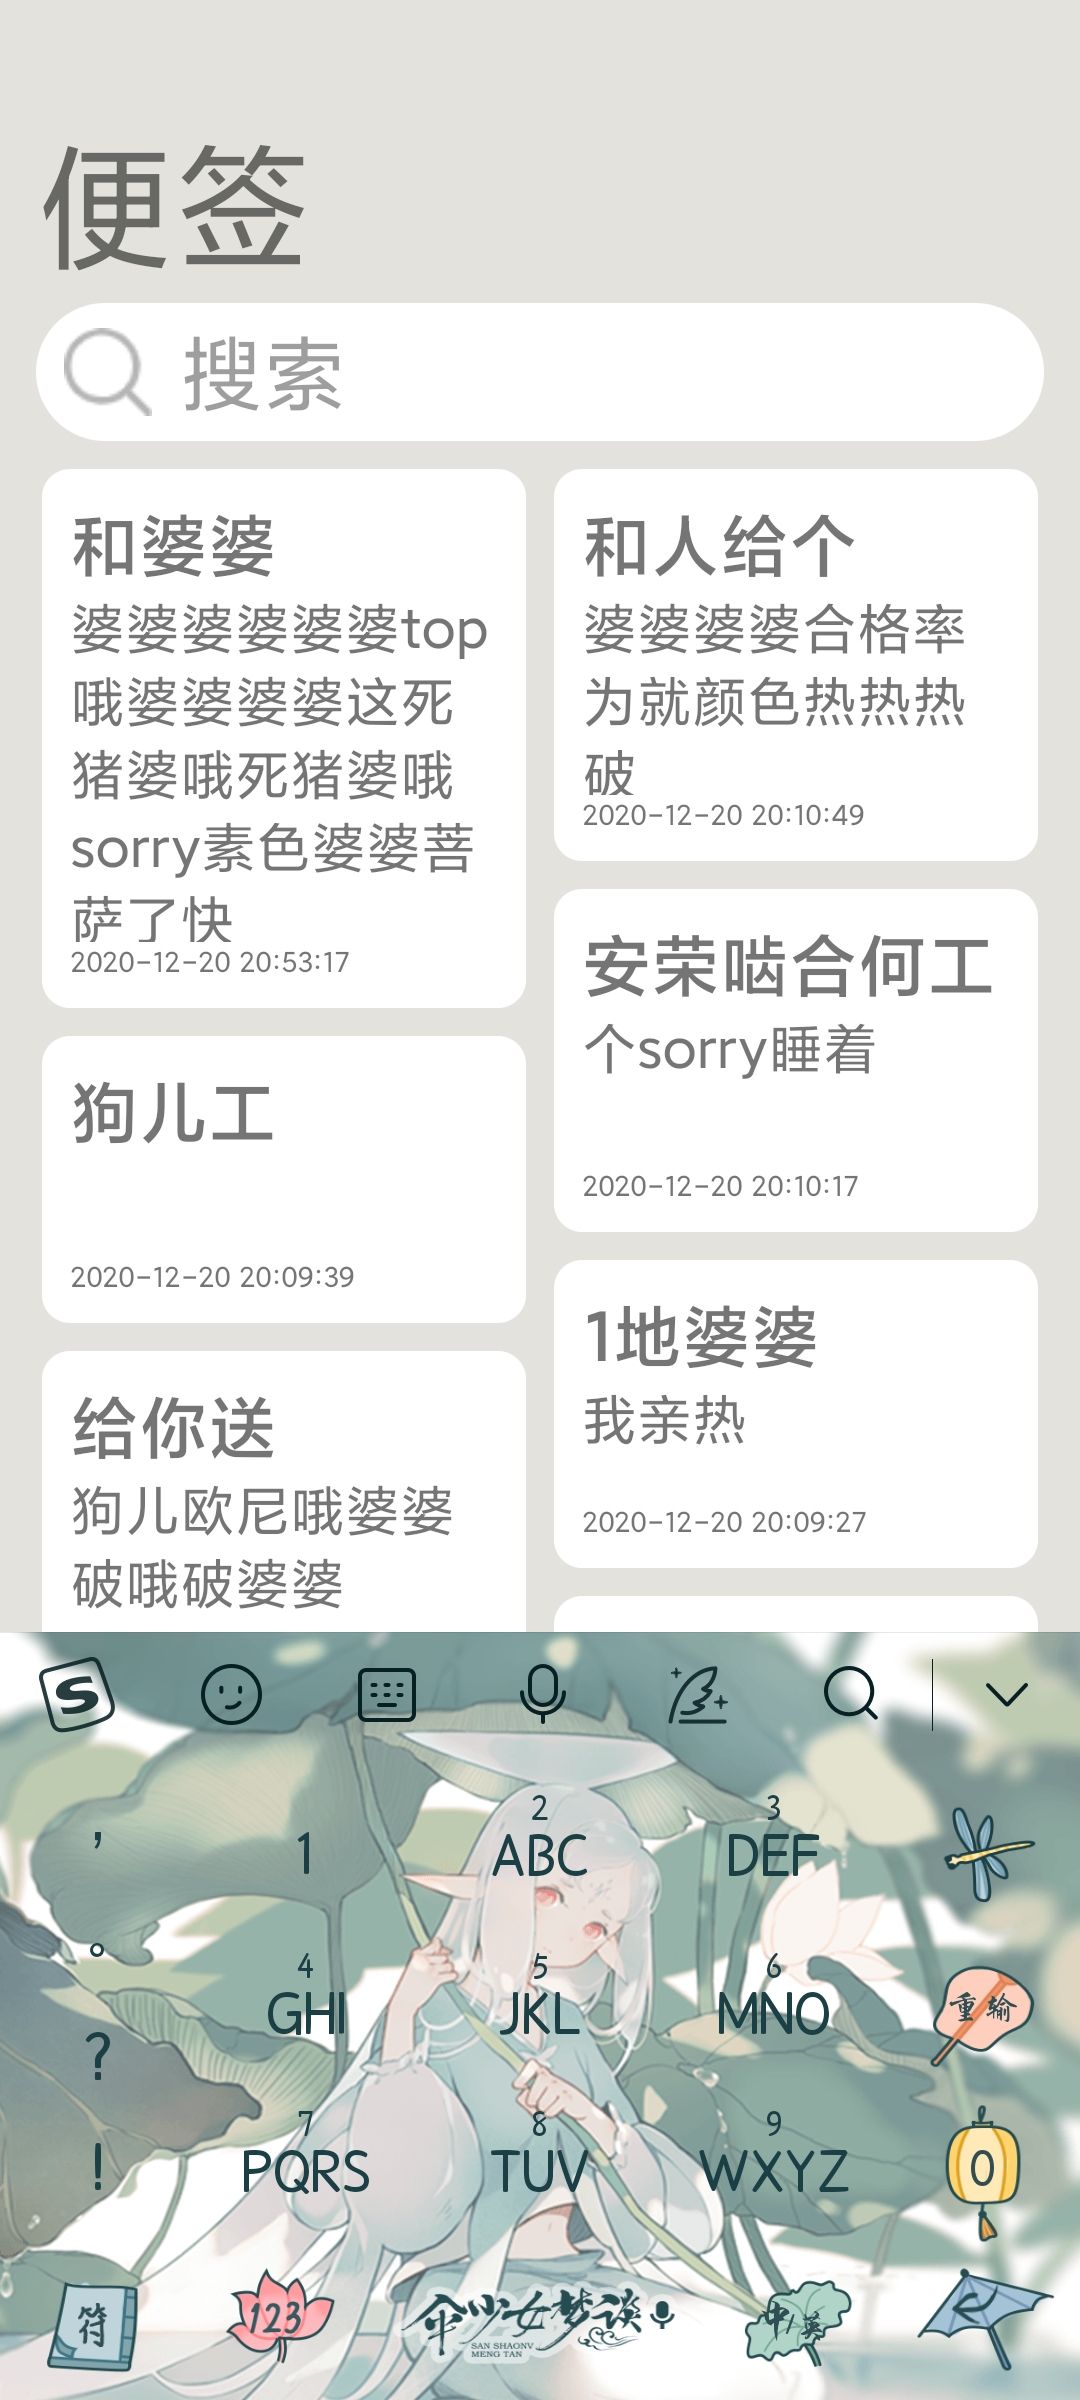 便签
搜索
和婆婆
婆婆婆婆婆婆top
哦婆婆婆婆这死
猪婆哦死猪婆哦
sorry素色婆婆菩
萨了快
2020-12-20 20:53:17
和人给个
婆婆婆婆合格率
为就颜色热热热
破
2020-12-20 20:10:49
安荣啮合何工
个sorry睡着
2020-12-20 20:10:17
狗儿工
2020-12-20 20:09:39
1地婆婆
我亲热
2020-12-20 20:09:27
给你送
狗儿欧尼哦婆婆
破哦破婆婆
S
，
1
2
ABC
3
DEF
。
4
GHI
5
JKL
6
MNO
重输
？
7
PQRS
8
TUV
9
WXYZ
！
0
符
123
伞少女梦谈
SAN SHAONV
MENG TAN
中/英